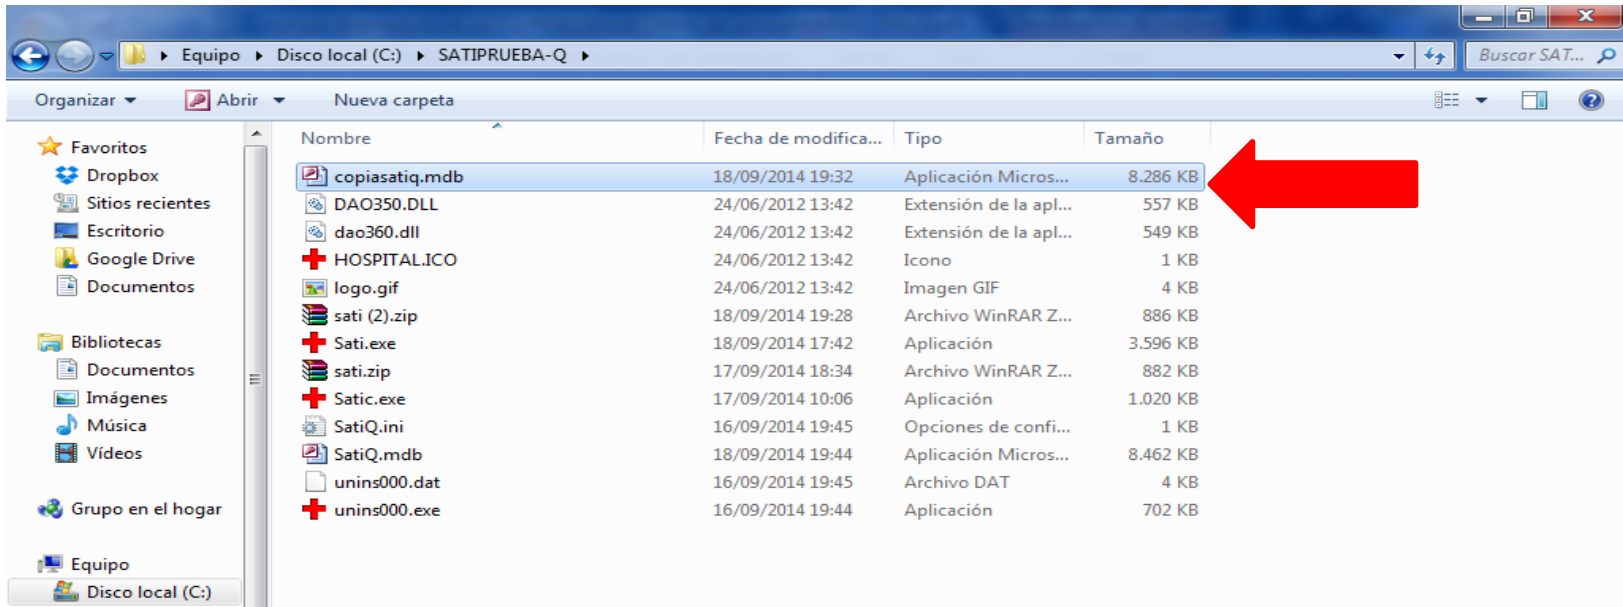 Equipo Disco local (C:) SATIPRUEBA-Q Buscar SAT...
Organizar Abrir Nueva carpeta
Nombre Fecha de modifica... Tipo Tamaño
Favoritos
Dropbox
Sitios recientes
Escritorio
Google Drive
Documentos
Bibliotecas
Documentos
Imágenes
Música
Vídeos
Grupo en el hogar
Equipo
Disco local (C:)
copiasatiq.mdb 18/09/2014 19:32 Aplicación Micros... 8.286 KB
DAO350.DLL 24/06/2012 13:42 Extensión de la apl... 557 KB
dao360.dll 24/06/2012 13:42 Extensión de la apl... 549 KB
HOSPITAL.ICO 24/06/2012 13:42 Icono 1 KB
logo.gif 24/06/2012 13:42 Imagen GIF 4 KB
sati (2).zip 18/09/2014 19:28 Archivo WinRAR Z... 886 KB
Sati.exe 18/09/2014 17:42 Aplicación 3.596 KB
sati.zip 17/09/2014 18:34 Archivo WinRAR Z... 882 KB
Satic.exe 17/09/2014 10:06 Aplicación 1.020 KB
SatiQ.ini 16/09/2014 19:45 Opciones de confi... 1 KB
SatiQ.mdb 18/09/2014 19:44 Aplicación Micros... 8.462 KB
unins000.dat 16/09/2014 19:45 Archivo DAT 4 KB
unins000.exe 16/09/2014 19:44 Aplicación 702 KB